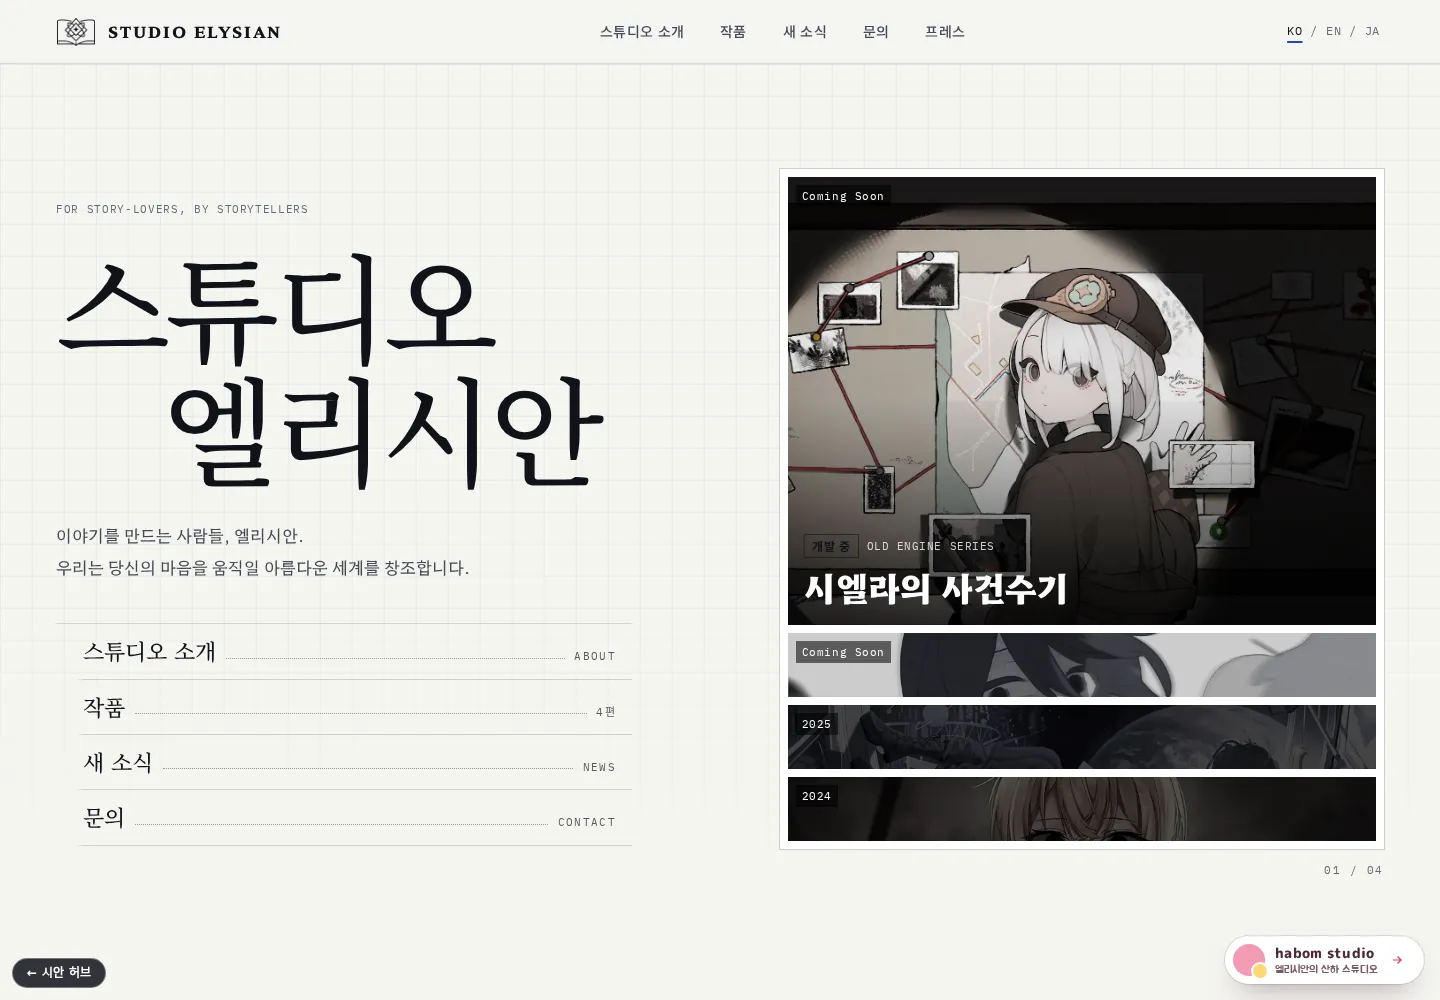 STUDIO ELYSIAN
스튜디오 소개
작품
새 소식
문의
프레스
KO / EN / JA
FOR STORY-LOVERS, BY STORYTELLERS
스튜디오
엘리시안
이야기를 만드는 사람들, 엘리시안.
우리는 당신의 마음을 움직일 아름다운 세계를 창조합니다.
스튜디오 소개 ABOUT
작품 4편
새 소식 NEWS
문의 CONTACT
Coming Soon
개발 중 OLD ENGINE SERIES
시엘라의 사건수기
Coming Soon
2025
2024
01 / 04
← 시안 허브
habom studio
엘리시안의 산하 스튜디오 →